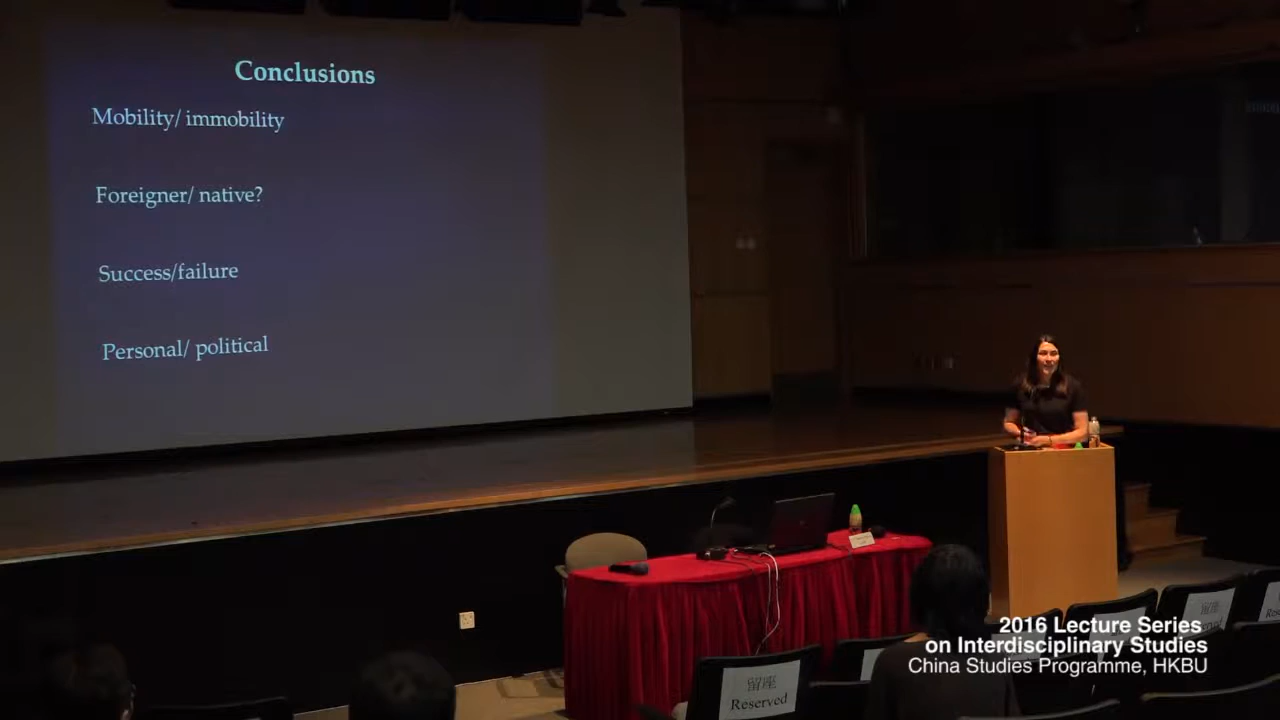 Conclusions
Mobility/ immobility
Foreigner/ native?
Success/failure
Personal/ political
2016 Lecture Series
on Interdisciplinary Studies
China Studies Programme, HKBU
留座
Reserved